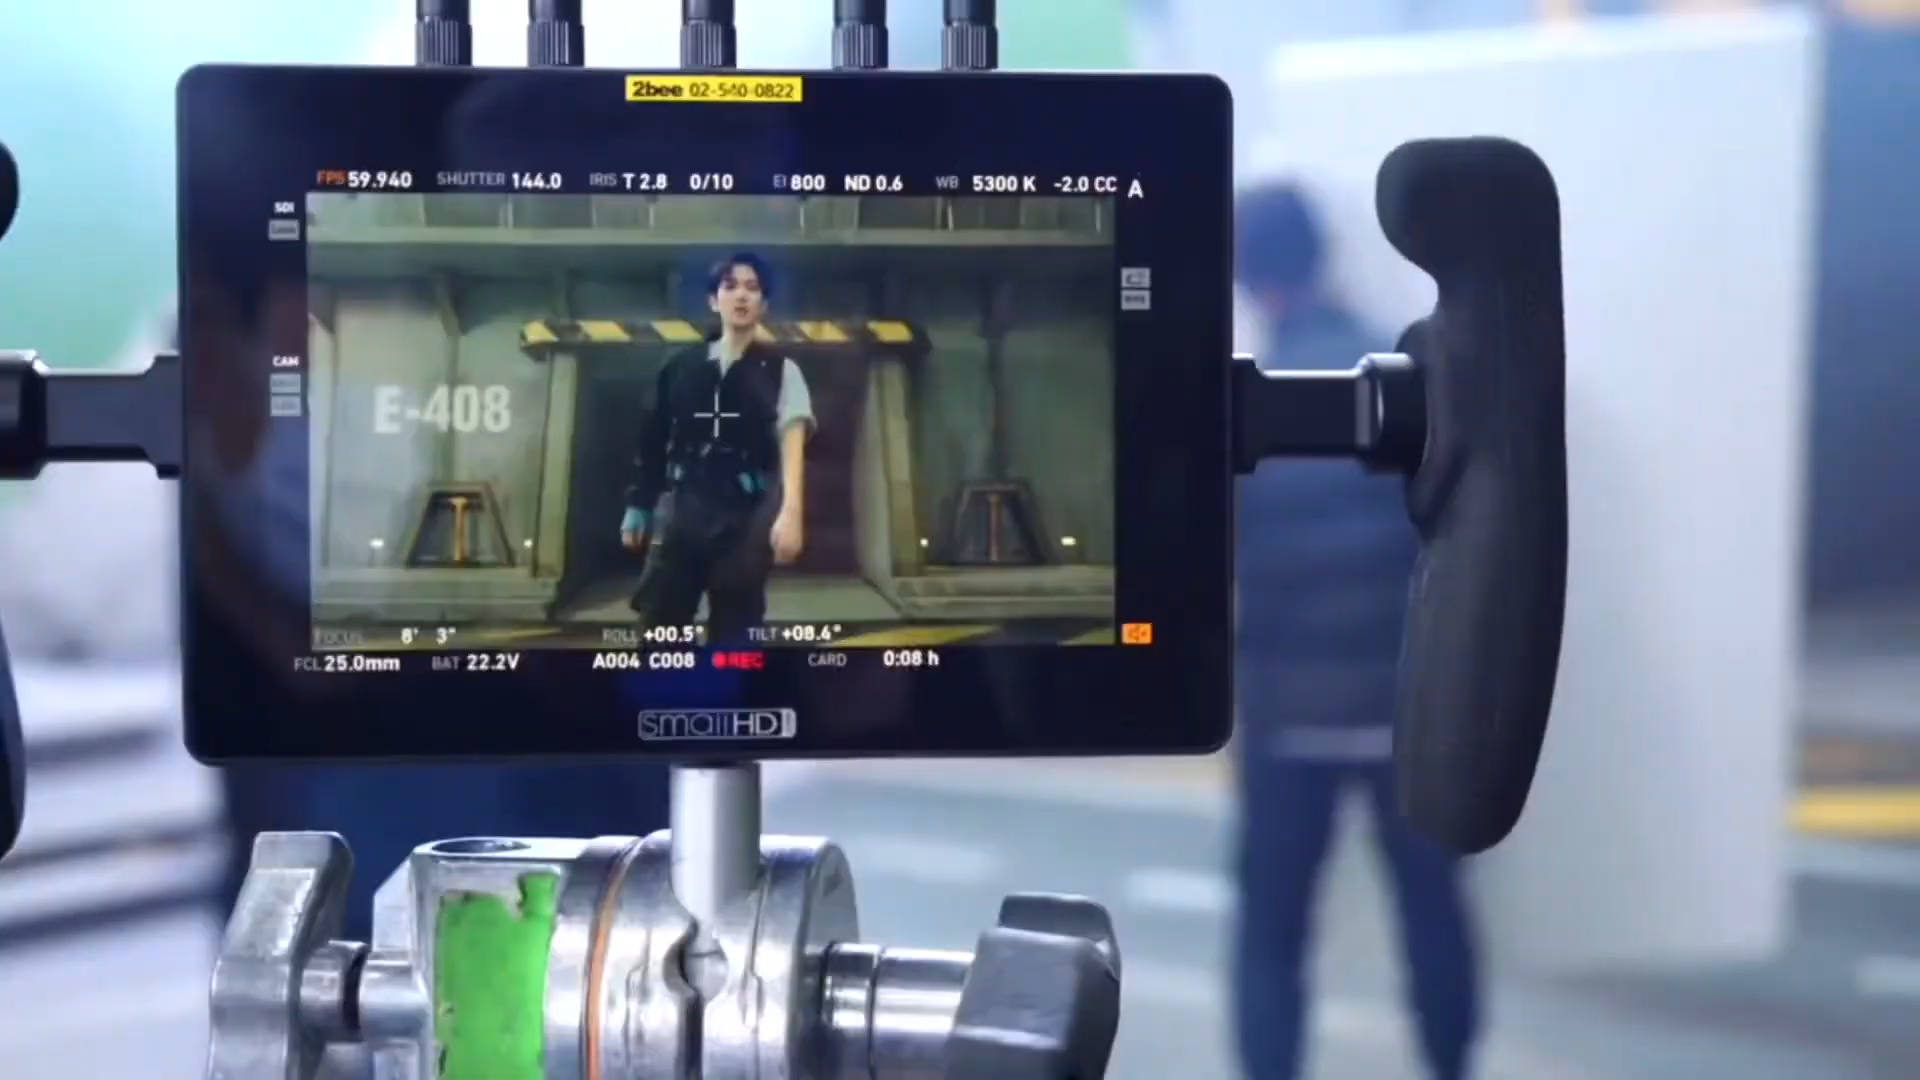 2bee 02-540-0822
FPS 59.940 SHUTTER 144.0 IRIS T 2.8 0/10 EI 800 ND 0.6 WB 5300 K -2.0 CC A
SDI
CAM
E-408
FOCUS 8' 3" ROLL +00.5° TILT +08.4°
FCL 25.0mm BAT 22.2V A004 C008 REC CARD 0:08 h
smallHD